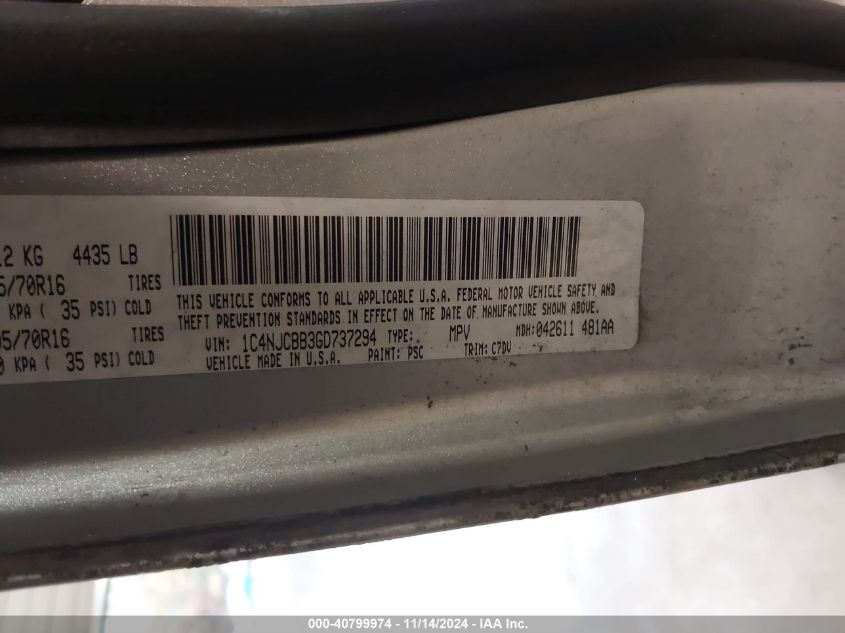 12 KG 4435 LB
5/70R16 TIRES
KPA ( 35 PSI) COLD
05/70R16 TIRES
0 KPA ( 35 PSI) COLD
THIS VEHICLE CONFORMS TO ALL APPLICABLE U.S.A. FEDERAL MOTOR VEHICLE SAFETY AND
THEFT PREVENTION STANDARDS IN EFFECT ON THE DATE OF MANUFACTURE SHOWN ABOVE.
VIN: 1C4NJCBB3GD737294 TYPE: MPV MDH:042611 481AA
VEHICLE MADE IN U.S.A. PAINT: PSC TRIM: C7DV
000-40799974 - 11/14/2024 - IAA Inc.